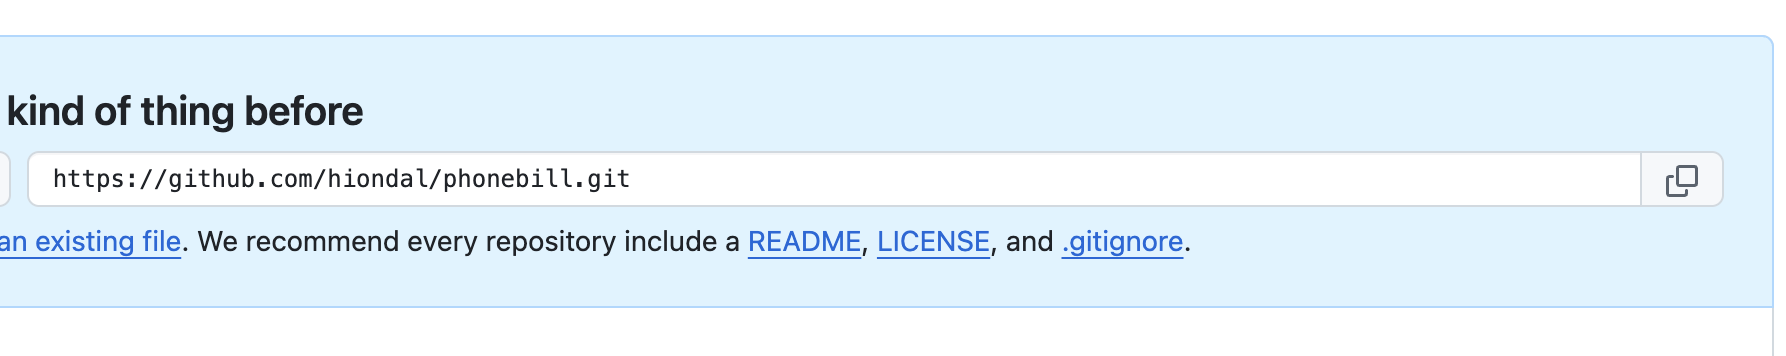 kind of thing before
https://github.com/hiondal/phonebill.git
an existing file. We recommend every repository include a README, LICENSE, and .gitignore.